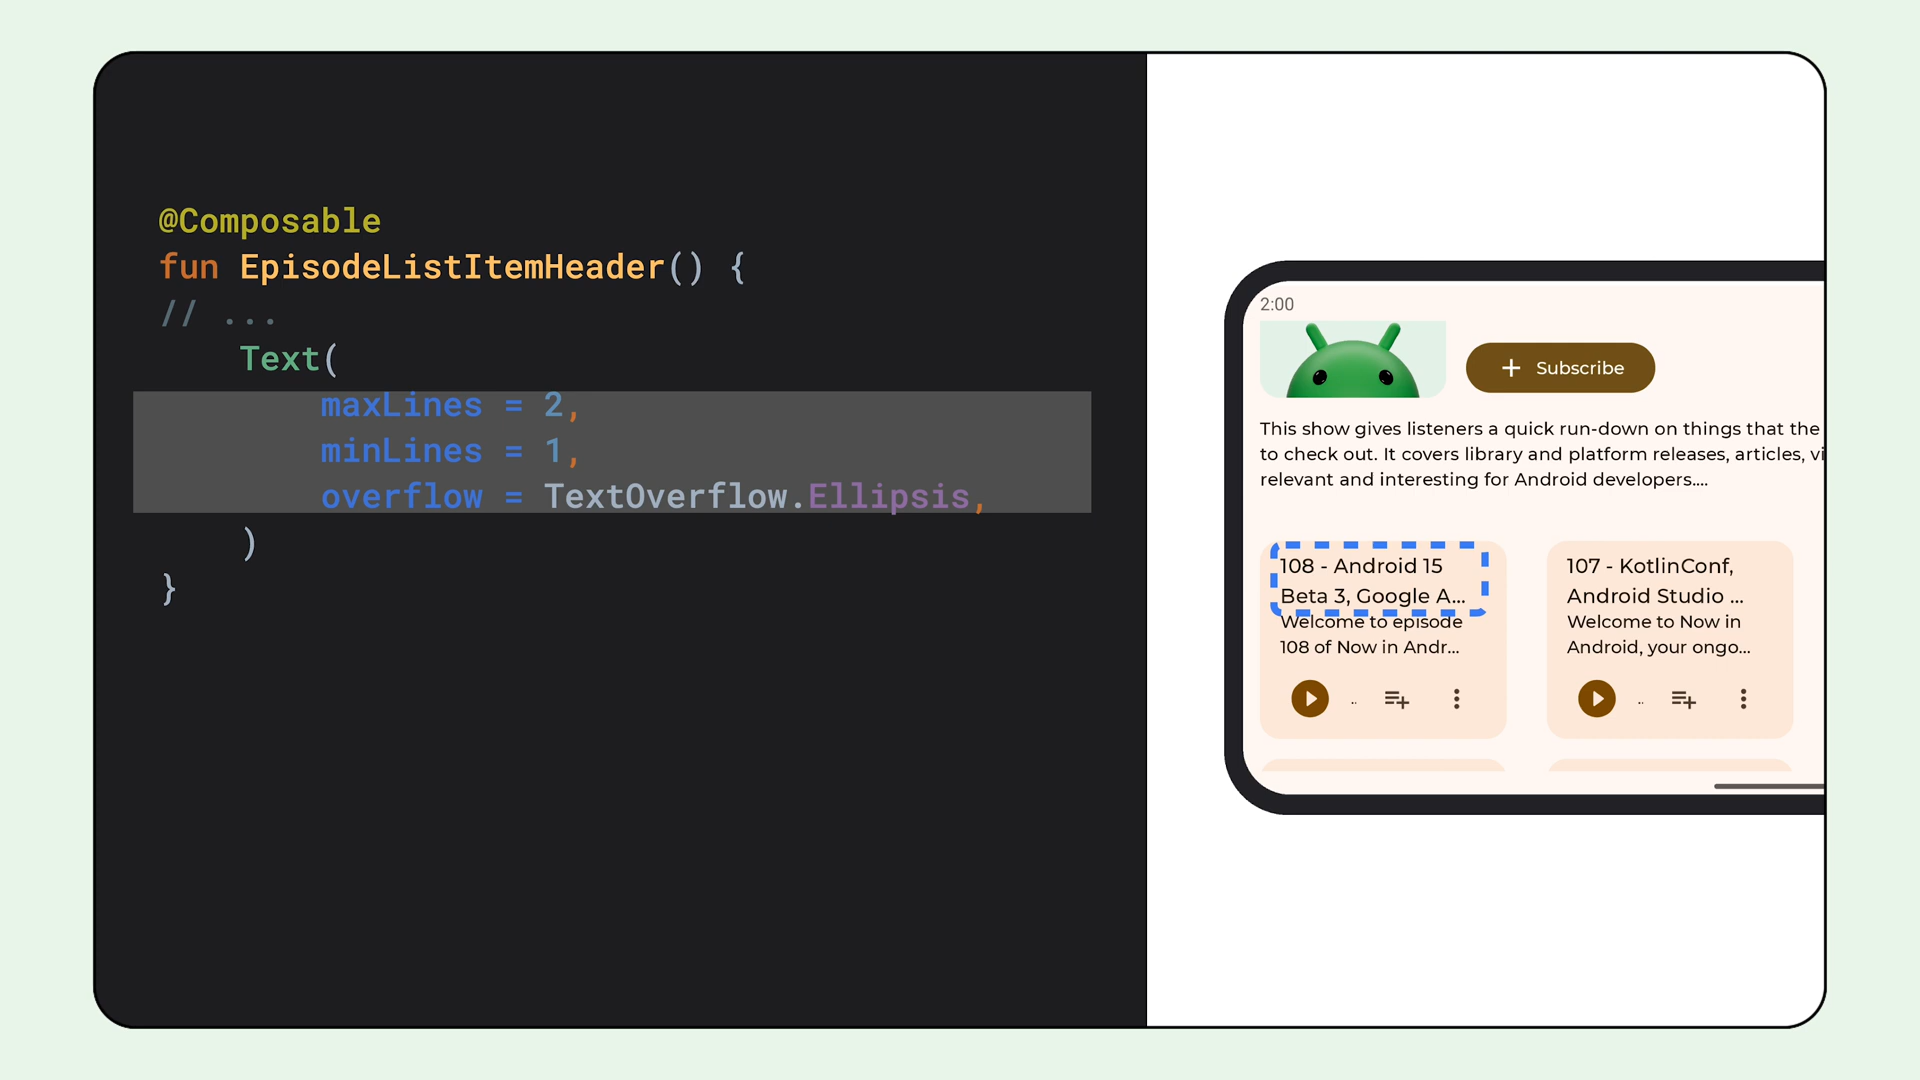 @Composable
fun EpisodeListItemHeader() {
// ...
Text(
maxLines = 2,
minLines = 1,
overflow = TextOverflow.Ellipsis,
)
}
2:00
Subscribe
This show gives listeners a quick run-down on things that the
to check out. It covers library and platform releases, articles, vi
relevant and interesting for Android developers....
108 - Android 15
Beta 3, Google A...
Welcome to episode
108 of Now in Andr...
..
107 - KotlinConf,
Android Studio ...
Welcome to Now in
Android, your ongo...
..